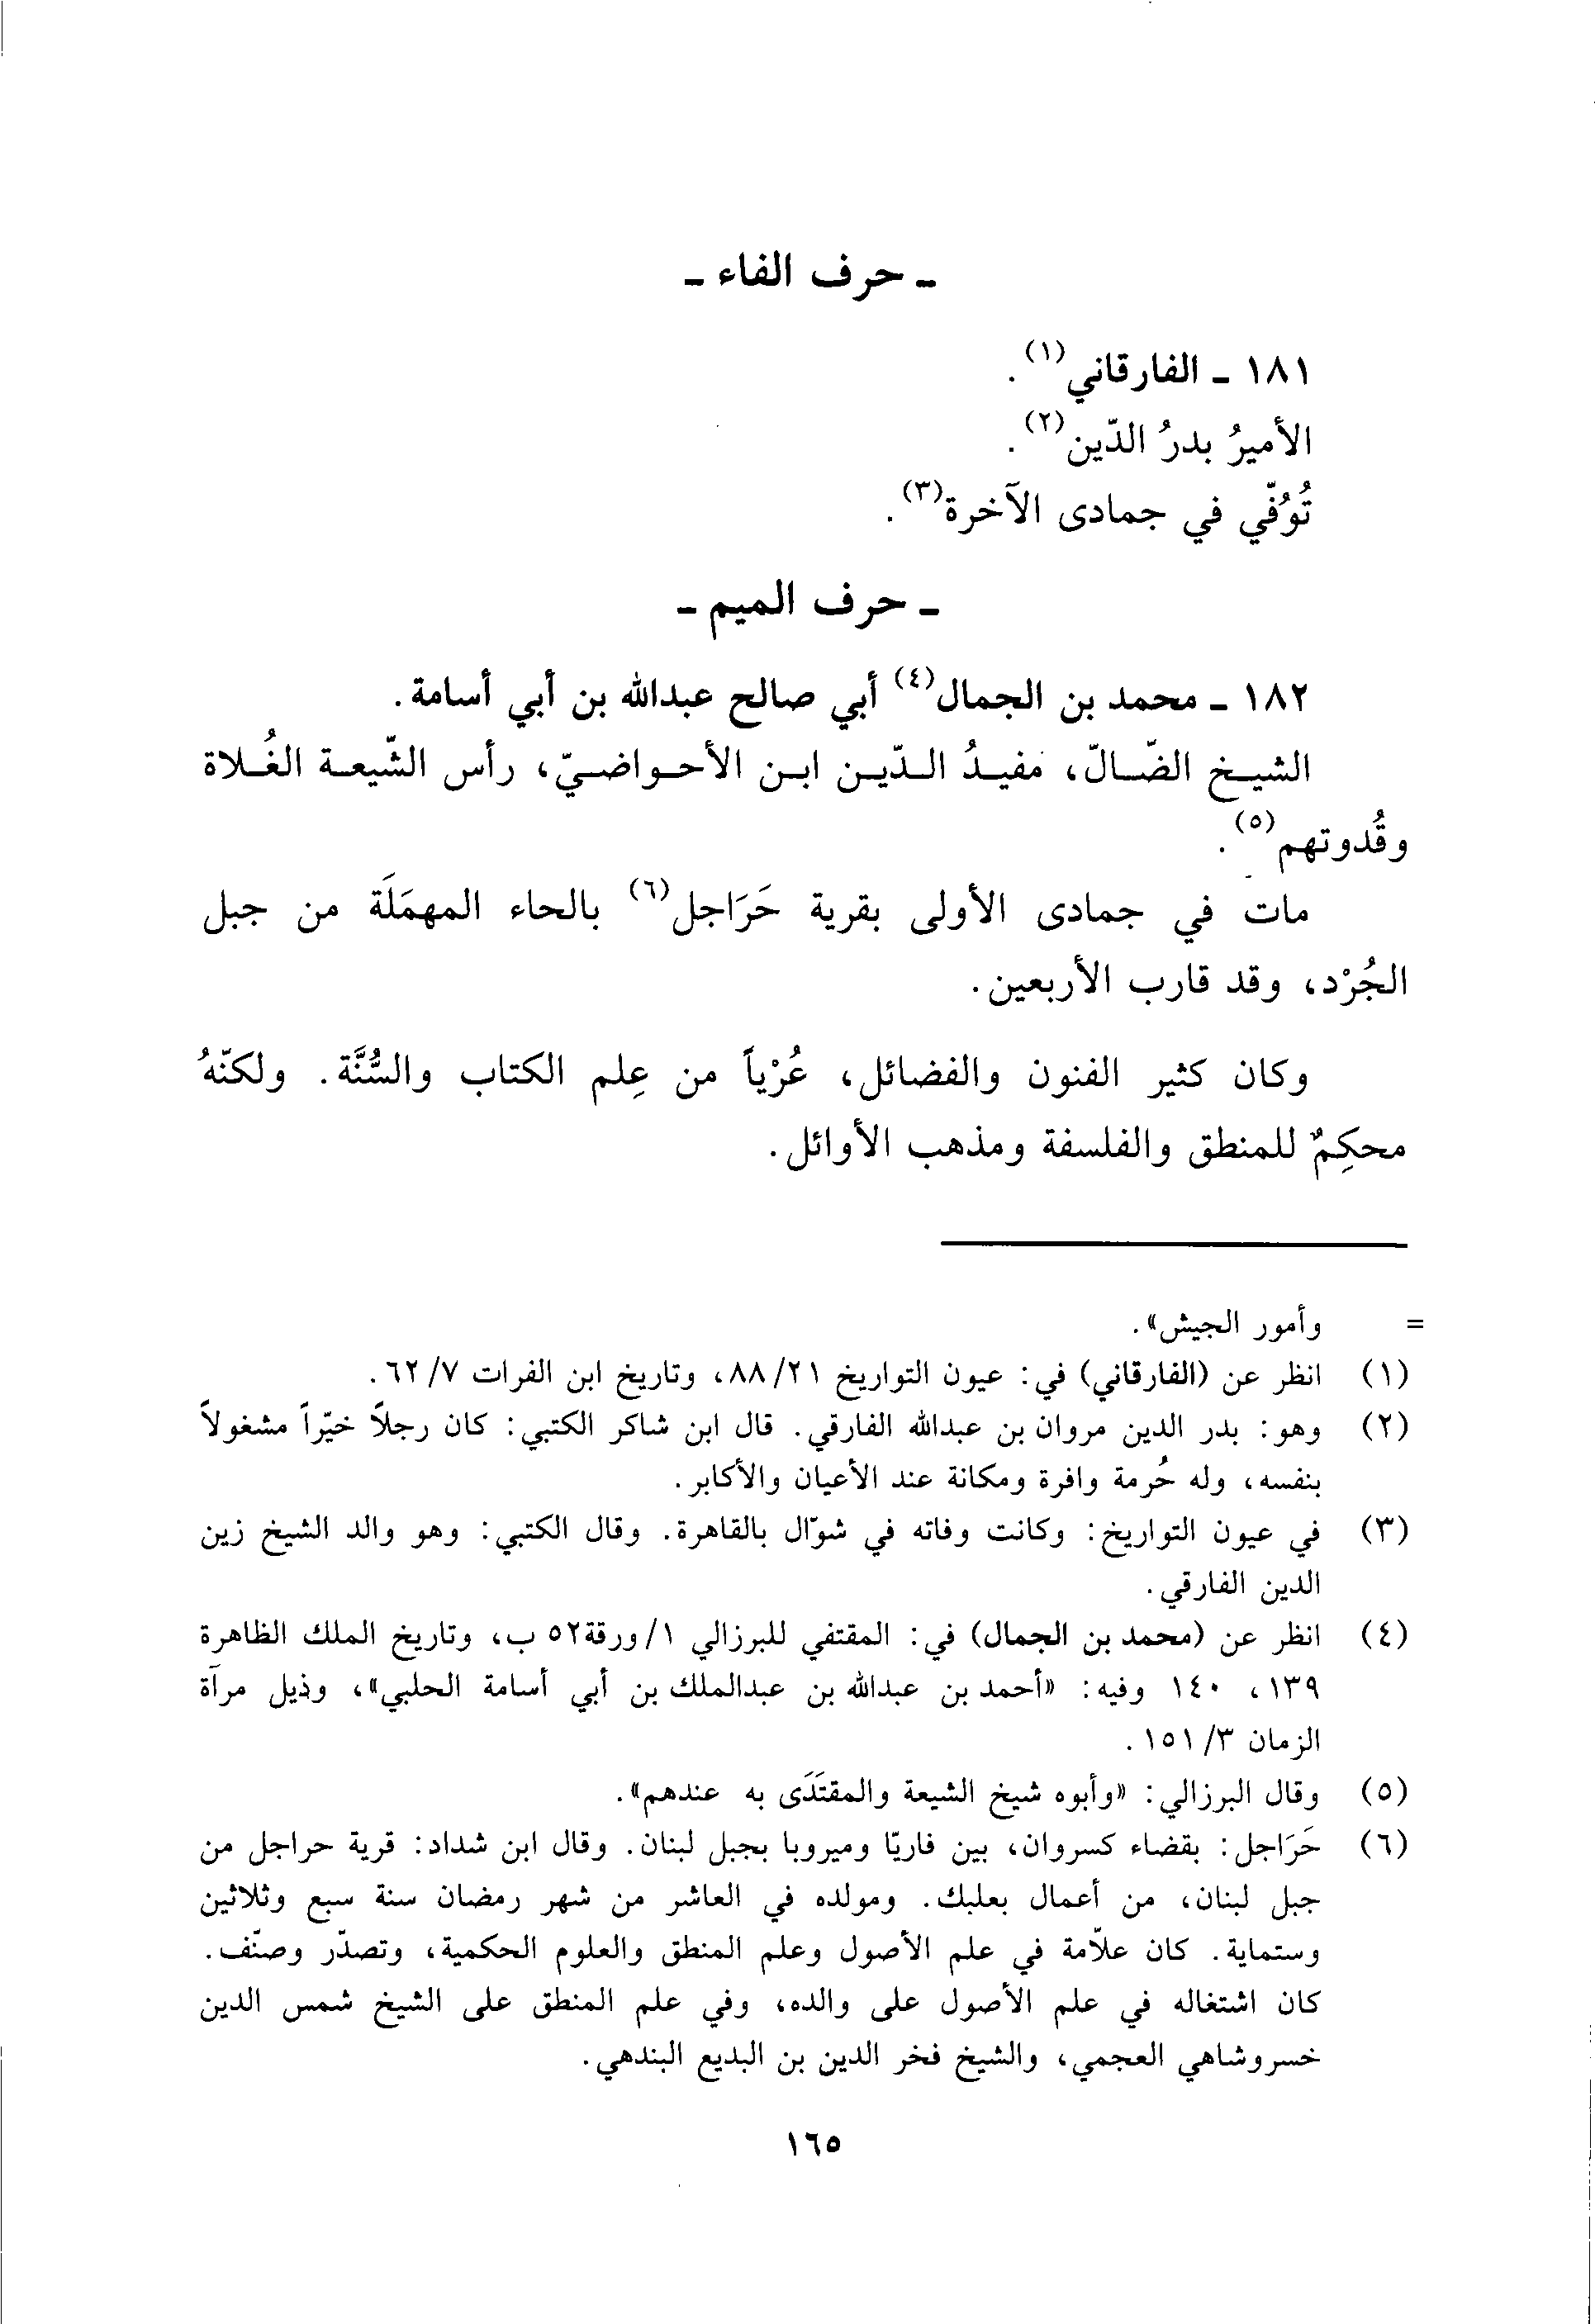 ـ حرف الفاء ـ
١٨١ ـ الفارقاني(١).
الأميرُ بدرُ الدّين(٢).
تُوُفّي في جمادى الآخرة(٣).
ـ حرف الميم ـ
١٨٢ ـ محمد بن الجمال(٤) أبي صالح عبدالله بن أبي أسامة.
الشيخ الضّالّ، مفيدُ الدّين ابن الأحواضيّ، رأس الشّيعة الغُلاة
وقُدوتهم(٥).
مات في جمادى الأولى بقرية حَرَاجل(٦) بالحاء المهمَلَة من جبل
الجُرْد، وقد قارب الأربعين.
وكان كثير الفنون والفضائل، عُرْياً من عِلم الكتاب والسُّنَّة. ولكنّهُ
محكِمٌ للمنطق والفلسفة ومذهب الأوائل.
= وأمور الجيش».
(١) انظر عن (الفارقاني) في: عيون التواريخ ٢١/ ٨٨، وتاريخ ابن الفرات ٧/ ٦٢.
(٢) وهو: بدر الدين مروان بن عبدالله الفارقي. قال ابن شاكر الكتبي: كان رجلاً خيّراً مشغولاً
بنفسه، وله حُرمة وافرة ومكانة عند الأعيان والأكابر.
(٣) في عيون التواريخ: وكانت وفاته في شوّال بالقاهرة. وقال الكتبي: وهو والد الشيخ زين
الدين الفارقي.
(٤) انظر عن (محمد بن الجمال) في: المقتفي للبرزالي ١/ ورقة٥٢ ب، وتاريخ الملك الظاهرة
١٣٩، ١٤٠ وفيه: «أحمد بن عبدالله بن عبدالملك بن أبي أسامة الحلبي»، وذيل مرآة
الزمان ٣/ ١٥١.
(٥) وقال البرزالي: «وأبوه شيخ الشيعة والمقتَدَى به عندهم».
(٦) حَرَاجل: بقضاء كسروان، بين فاريّا وميروبا بجبل لبنان. وقال ابن شداد: قرية حراجل من
جبل لبنان، من أعمال بعلبك. ومولده في العاشر من شهر رمضان سنة سبع وثلاثين
وستماية. كان علاّمة في علم الأصول وعلم المنطق والعلوم الحكمية، وتصدّر وصنّف.
كان اشتغاله في علم الأصول على والده، وفي علم المنطق على الشيخ شمس الدين
خسروشاهي العجمي، والشيخ فخر الدين بن البديع البندهي.
١٦٥